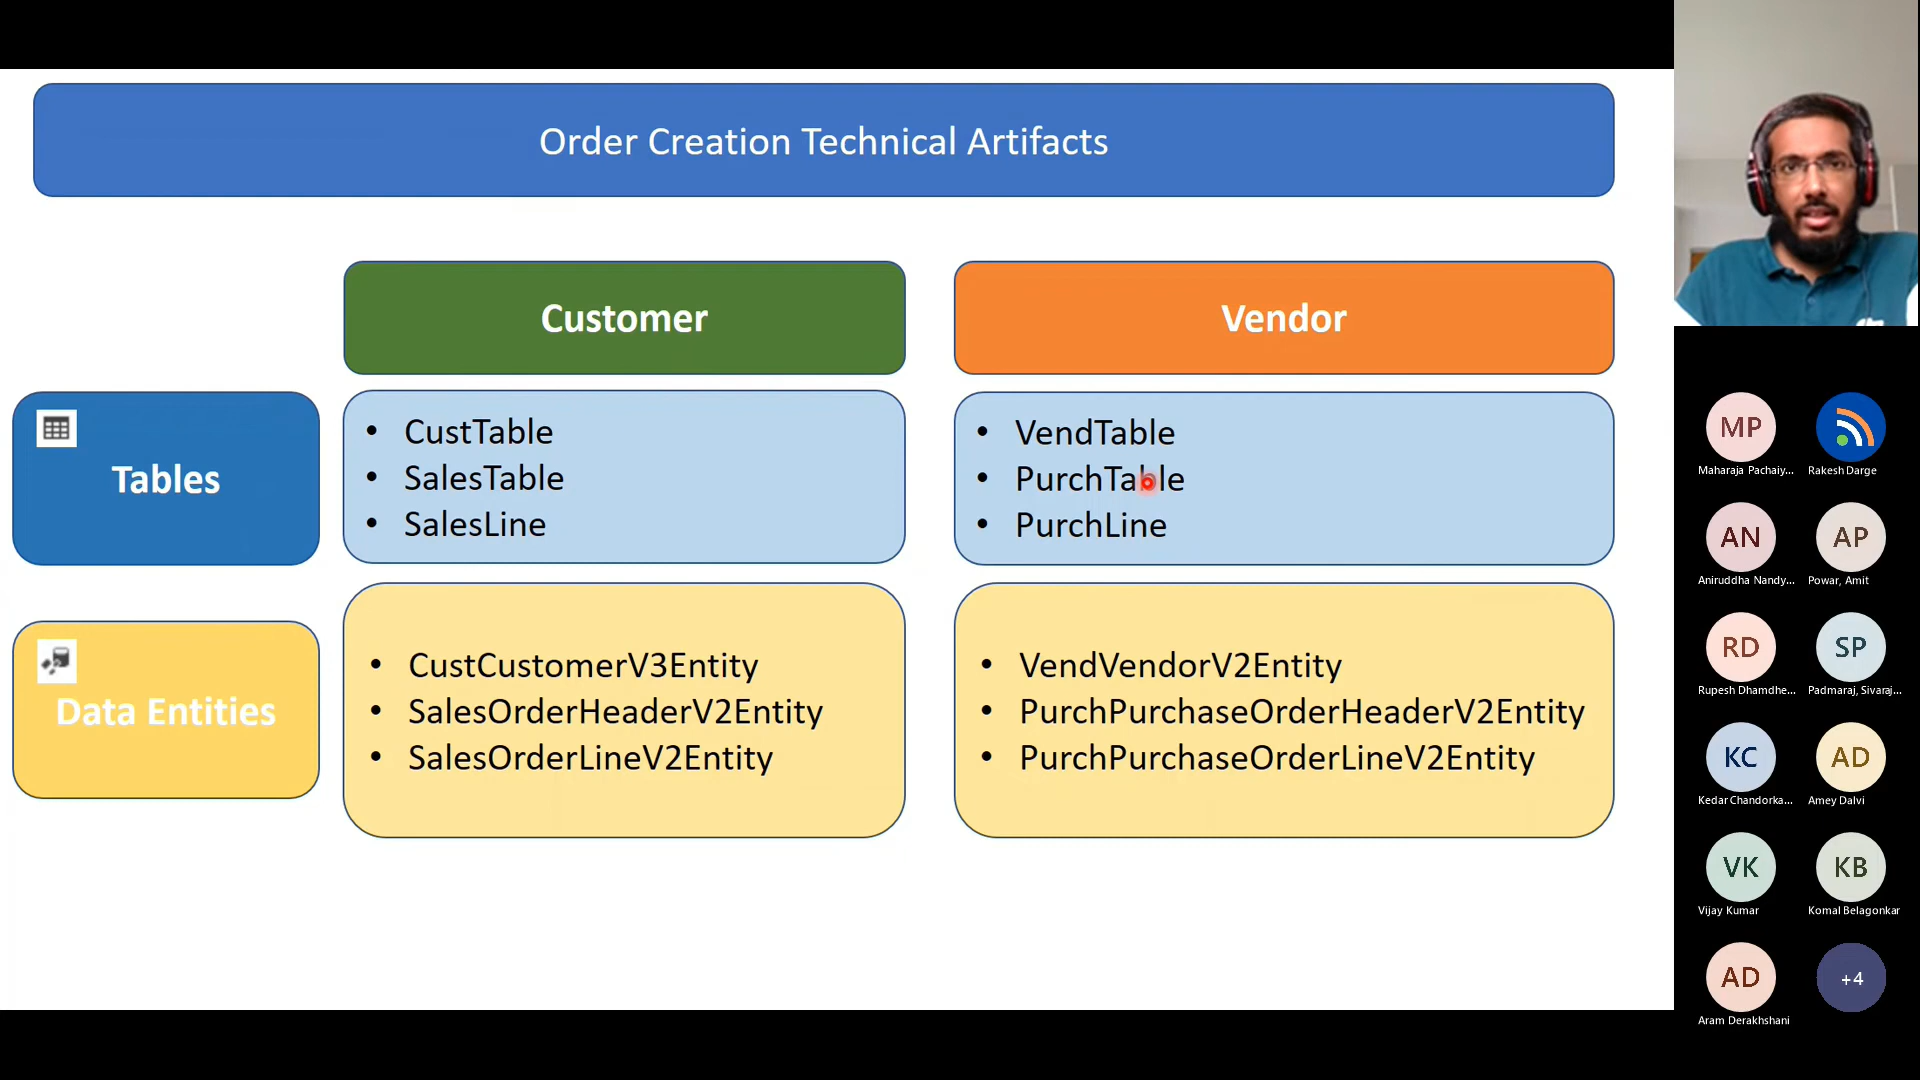 Order Creation Technical Artifacts
Customer
Vendor
Tables
• CustTable
• SalesTable
• SalesLine
• VendTable
• PurchTable
• PurchLine
Data Entities
• CustCustomerV3Entity
• SalesOrderHeaderV2Entity
• SalesOrderLineV2Entity
• VendVendorV2Entity
• PurchPurchaseOrderHeaderV2Entity
• PurchPurchaseOrderLineV2Entity
MP
Maharaja Pachaiy...
Rakesh Darge
AN
Aniruddha Nandy...
AP
Powar, Amit
RD
Rupesh Dhamdhe...
SP
Padmaraj, Sivaraj...
KC
Kedar Chandorka...
AD
Amey Dalvi
VK
Vijay Kumar
KB
Komal Belagonkar
AD
Aram Derakhshani
+4